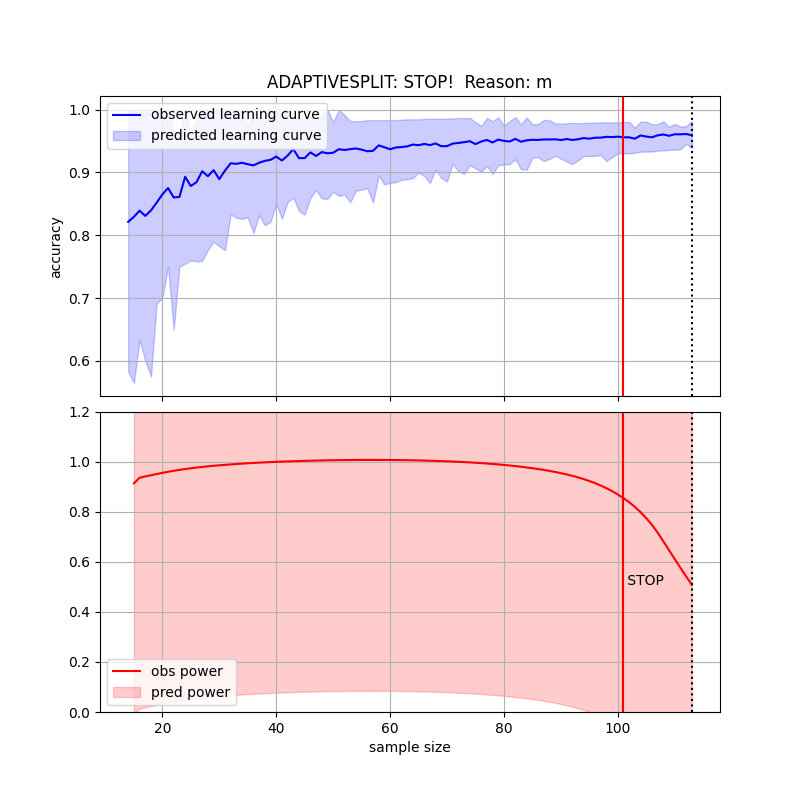 ADAPTIVESPLIT: STOP!  Reason: m
1.0
0.9
0.8
0.7
0.6
accuracy
observed learning curve
predicted learning curve
1.2
1.0
0.8
0.6
0.4
0.2
0.0
STOP
obs power
pred power
20 40 60 80 100
sample size